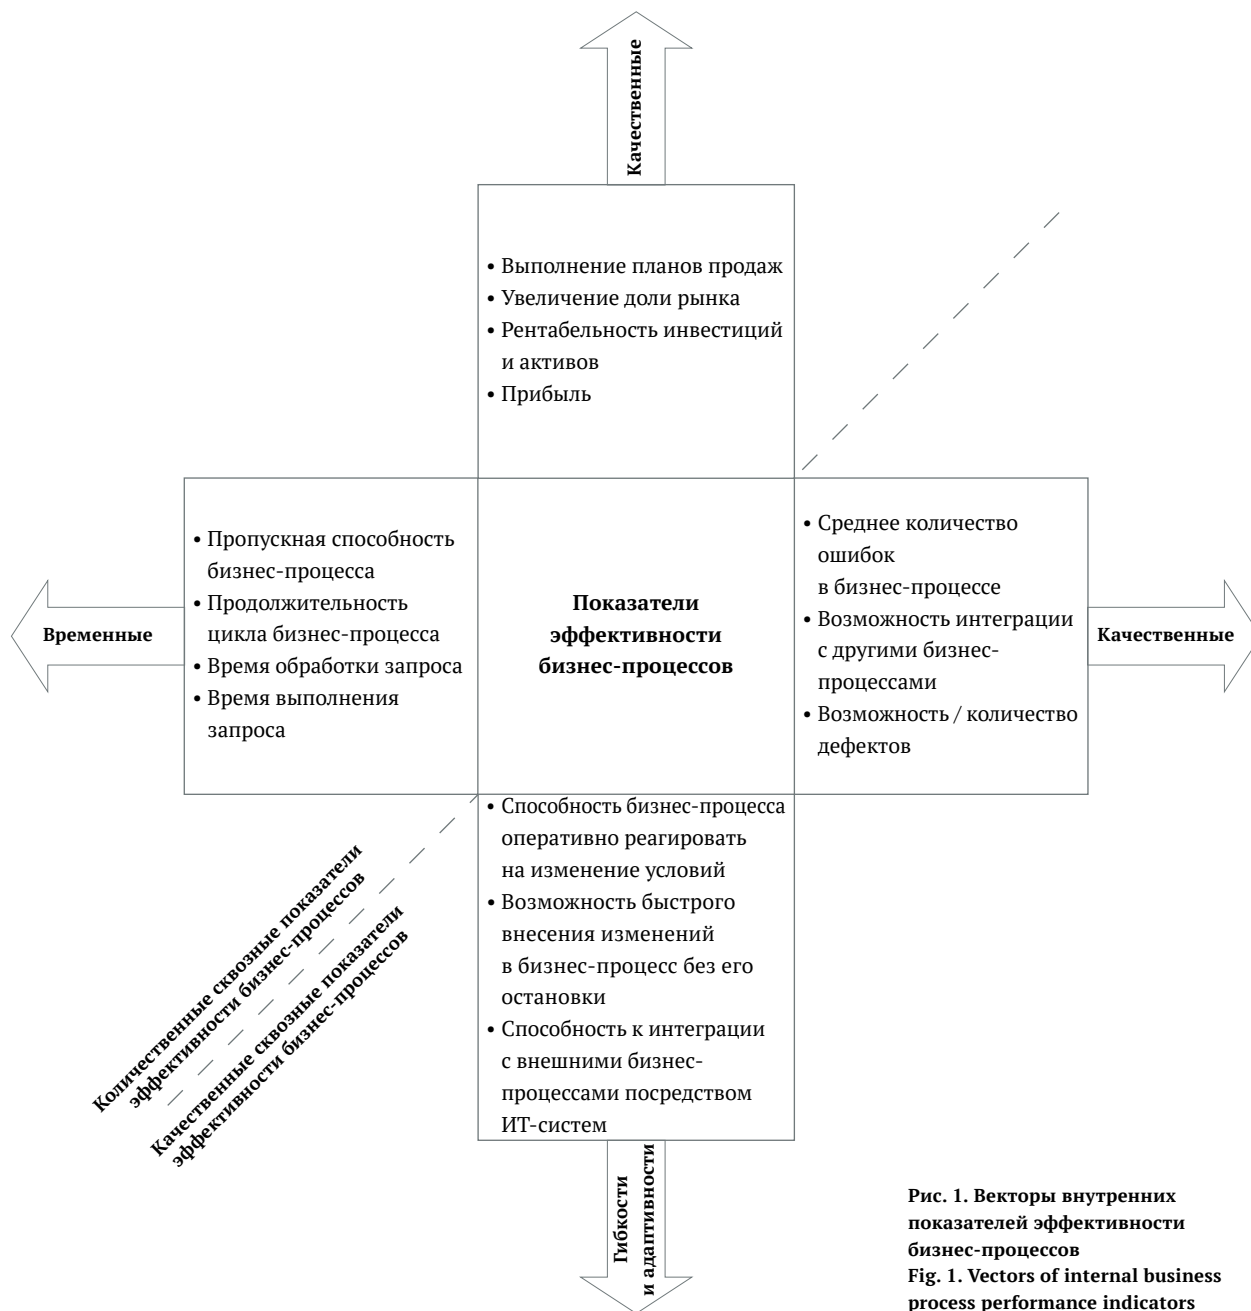 Качественные
• Выполнение планов продаж
• Увеличение доли рынка
• Рентабельность инвестиций
и активов
• Прибыль
Временные
• Пропускная способность
бизнес-процесса
• Продолжительность
цикла бизнес-процесса
• Время обработки запроса
• Время выполнения
запроса
Показатели
эффективности
бизнес-процессов
• Среднее количество
ошибок
в бизнес-процессе
• Возможность интеграции
с другими бизнес-
процессами
• Возможность / количество
дефектов
Качественные
• Способность бизнес-процесса
оперативно реагировать
на изменение условий
• Возможность быстрого
внесения изменений
в бизнес-процесс без его
остановки
• Способность к интеграции
с внешними бизнес-
процессами посредством
ИТ-систем
Количественные сквозные показатели
эффективности бизнес-процессов
Качественные сквозные показатели
эффективности бизнес-процессов
Гибкости
и адаптивности
Рис. 1. Векторы внутренних
показателей эффективности
бизнес-процессов
Fig. 1. Vectors of internal business
process performance indicators